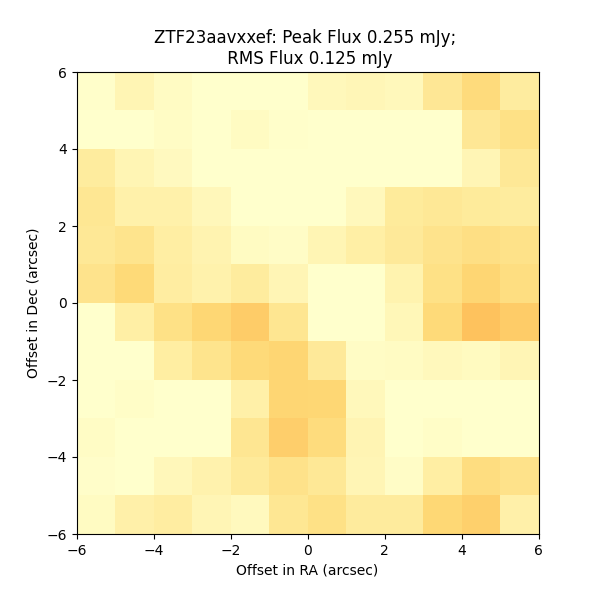 ZTF23aavxxef: Peak Flux 0.255 mJy;
RMS Flux 0.125 mJy
6
4
2
0
−2
−4
−6
Offset in Dec (arcsec)
−6 −4 −2 0 2 4 6
Offset in RA (arcsec)